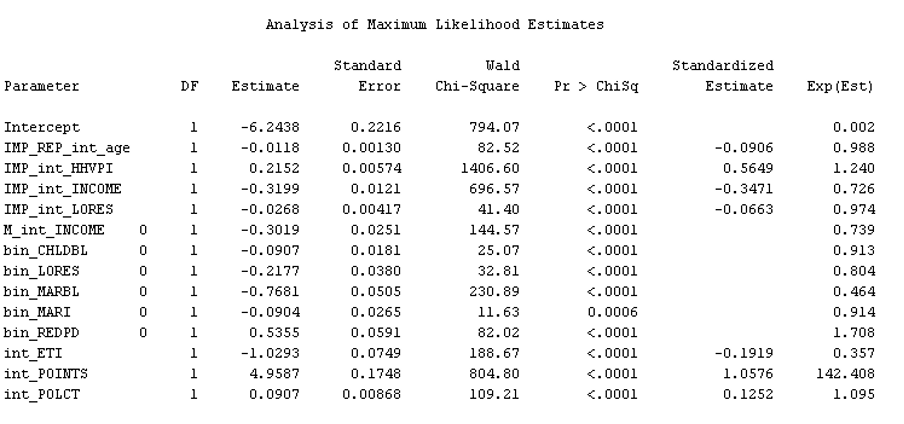 Analysis of Maximum Likelihood Estimates
Standard Wald Standardized
Parameter DF Estimate Error Chi-Square Pr > ChiSq Estimate Exp(Est)
Intercept 1 -6.2438 0.2216 794.07 <.0001 0.002
IMP_REP_int_age 1 -0.0118 0.00130 82.52 <.0001 -0.0906 0.988
IMP_int_HHVPI 1 0.2152 0.00574 1406.60 <.0001 0.5649 1.240
IMP_int_INCOME 1 -0.3199 0.0121 696.57 <.0001 -0.3471 0.726
IMP_int_LORES 1 -0.0268 0.00417 41.40 <.0001 -0.0663 0.974
M_int_INCOME 0 1 -0.3019 0.0251 144.57 <.0001 0.739
bin_CHLDBL 0 1 -0.0907 0.0181 25.07 <.0001 0.913
bin_LORES 0 1 -0.2177 0.0380 32.81 <.0001 0.804
bin_MARBL 0 1 -0.7681 0.0505 230.89 <.0001 0.464
bin_MARI 0 1 -0.0904 0.0265 11.63 0.0006 0.914
bin_REDPD 0 1 0.5355 0.0591 82.02 <.0001 1.708
int_ETI 1 -1.0293 0.0749 188.67 <.0001 -0.1919 0.357
int_POINTS 1 4.9587 0.1748 804.80 <.0001 1.0576 142.408
int_POLCT 1 0.0907 0.00868 109.21 <.0001 0.1252 1.095